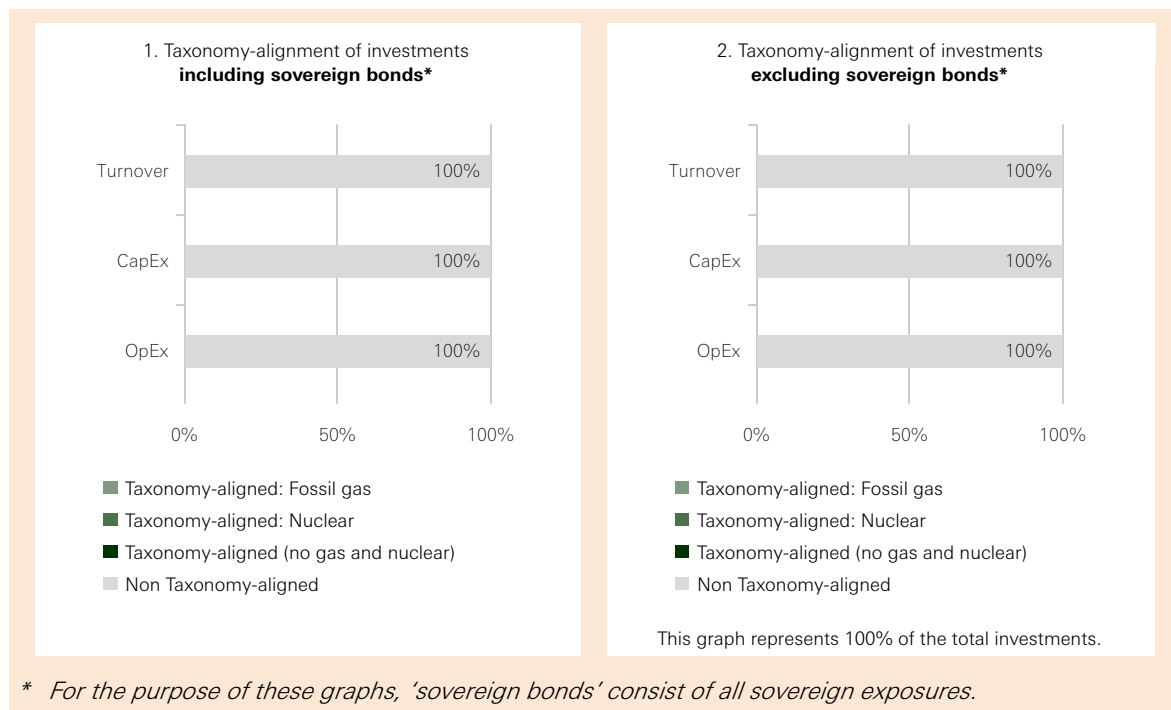 1. Taxonomy-alignment of investments
including sovereign bonds*
Turnover
100%
CapEx
100%
OpEx
100%
0%
50%
100%
Taxonomy-aligned: Fossil gas
Taxonomy-aligned: Nuclear
Taxonomy-aligned (no gas and nuclear)
Non Taxonomy-aligned
2. Taxonomy-alignment of investments
excluding sovereign bonds*
Turnover
100%
CapEx
100%
OpEx
100%
0%
50%
100%
Taxonomy-aligned: Fossil gas
Taxonomy-aligned: Nuclear
Taxonomy-aligned (no gas and nuclear)
Non Taxonomy-aligned
This graph represents 100% of the total investments.
* For the purpose of these graphs, ‘sovereign bonds’ consist of all sovereign exposures.